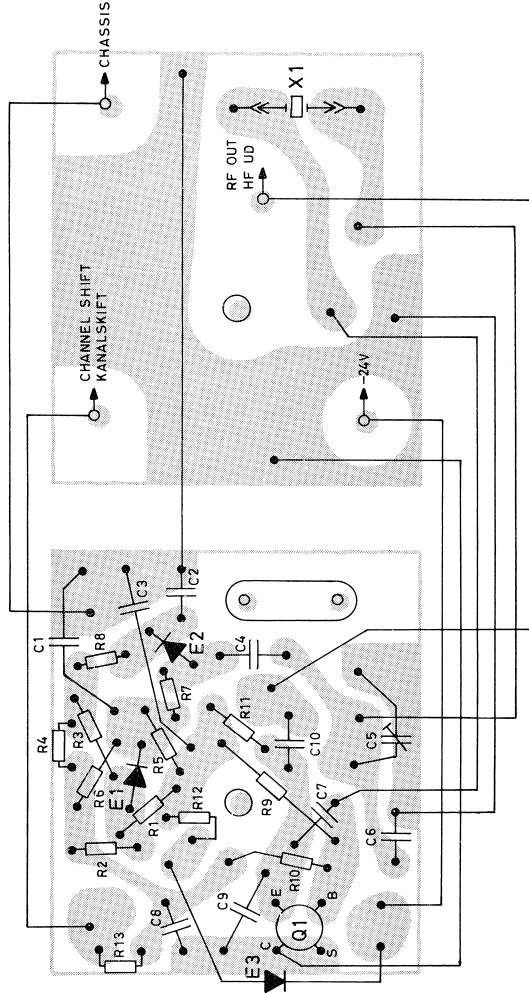 CHASSIS
CHANNEL SHIFT
KANALSKIFT
RF OUT
HF UD
X1
-24V
C1
C3
C2
R8
E2
R4
R3
R7
C4
R6
E1
R5
R11
C10
C5
R1
R12
R9
C7
R2
C6
R10
C8
C9
R13
E
B
C
S
Q1
E3